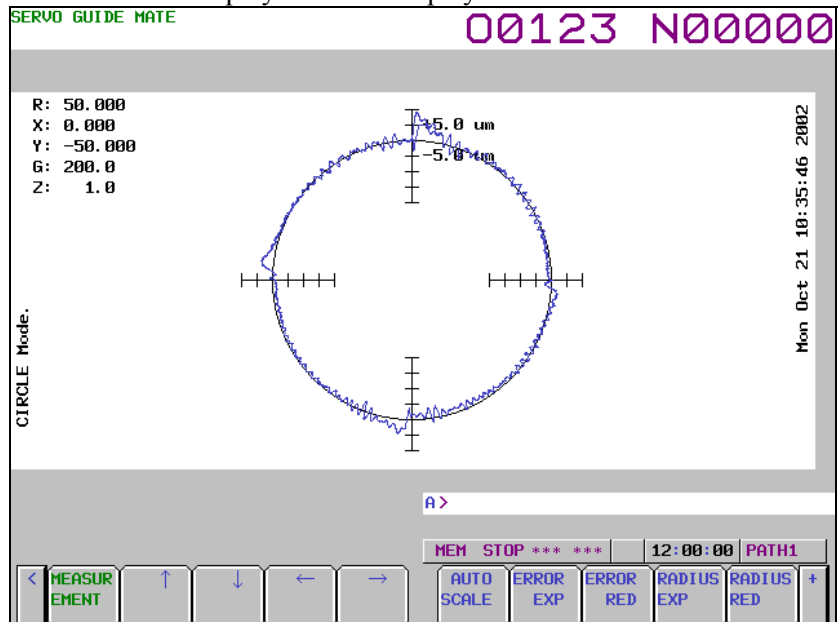 SERVO GUIDE MATE
O0123 N00000
R: 50.000
X: 0.000
Y: -50.000
G: 200.0
Z: 1.0
+5.0 um
-5.0 um
Mon Oct 21 10:35:46 2002
CIRCLE Mode.
A>
MEM STOP *** ***
12:00:00
PATH1
< MEASUREMENT ↑ ↓ ← → AUTO SCALE ERROR EXP ERROR RED RADIUS EXP RADIUS RED +